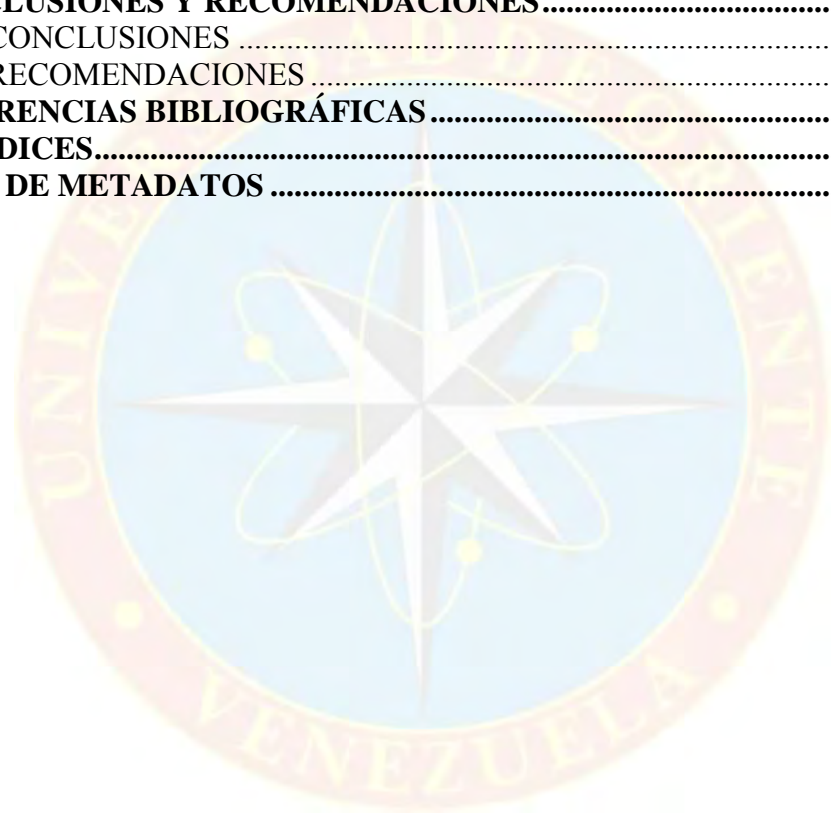 CLUSIONES Y RECOMENDACIONES
CONCLUSIONES
RECOMENDACIONES
RENCIAS BIBLIOGRÁFICAS
DICES
DE METADATOS
UNIVERSIDAD DE ORIENTE
VENEZUELA